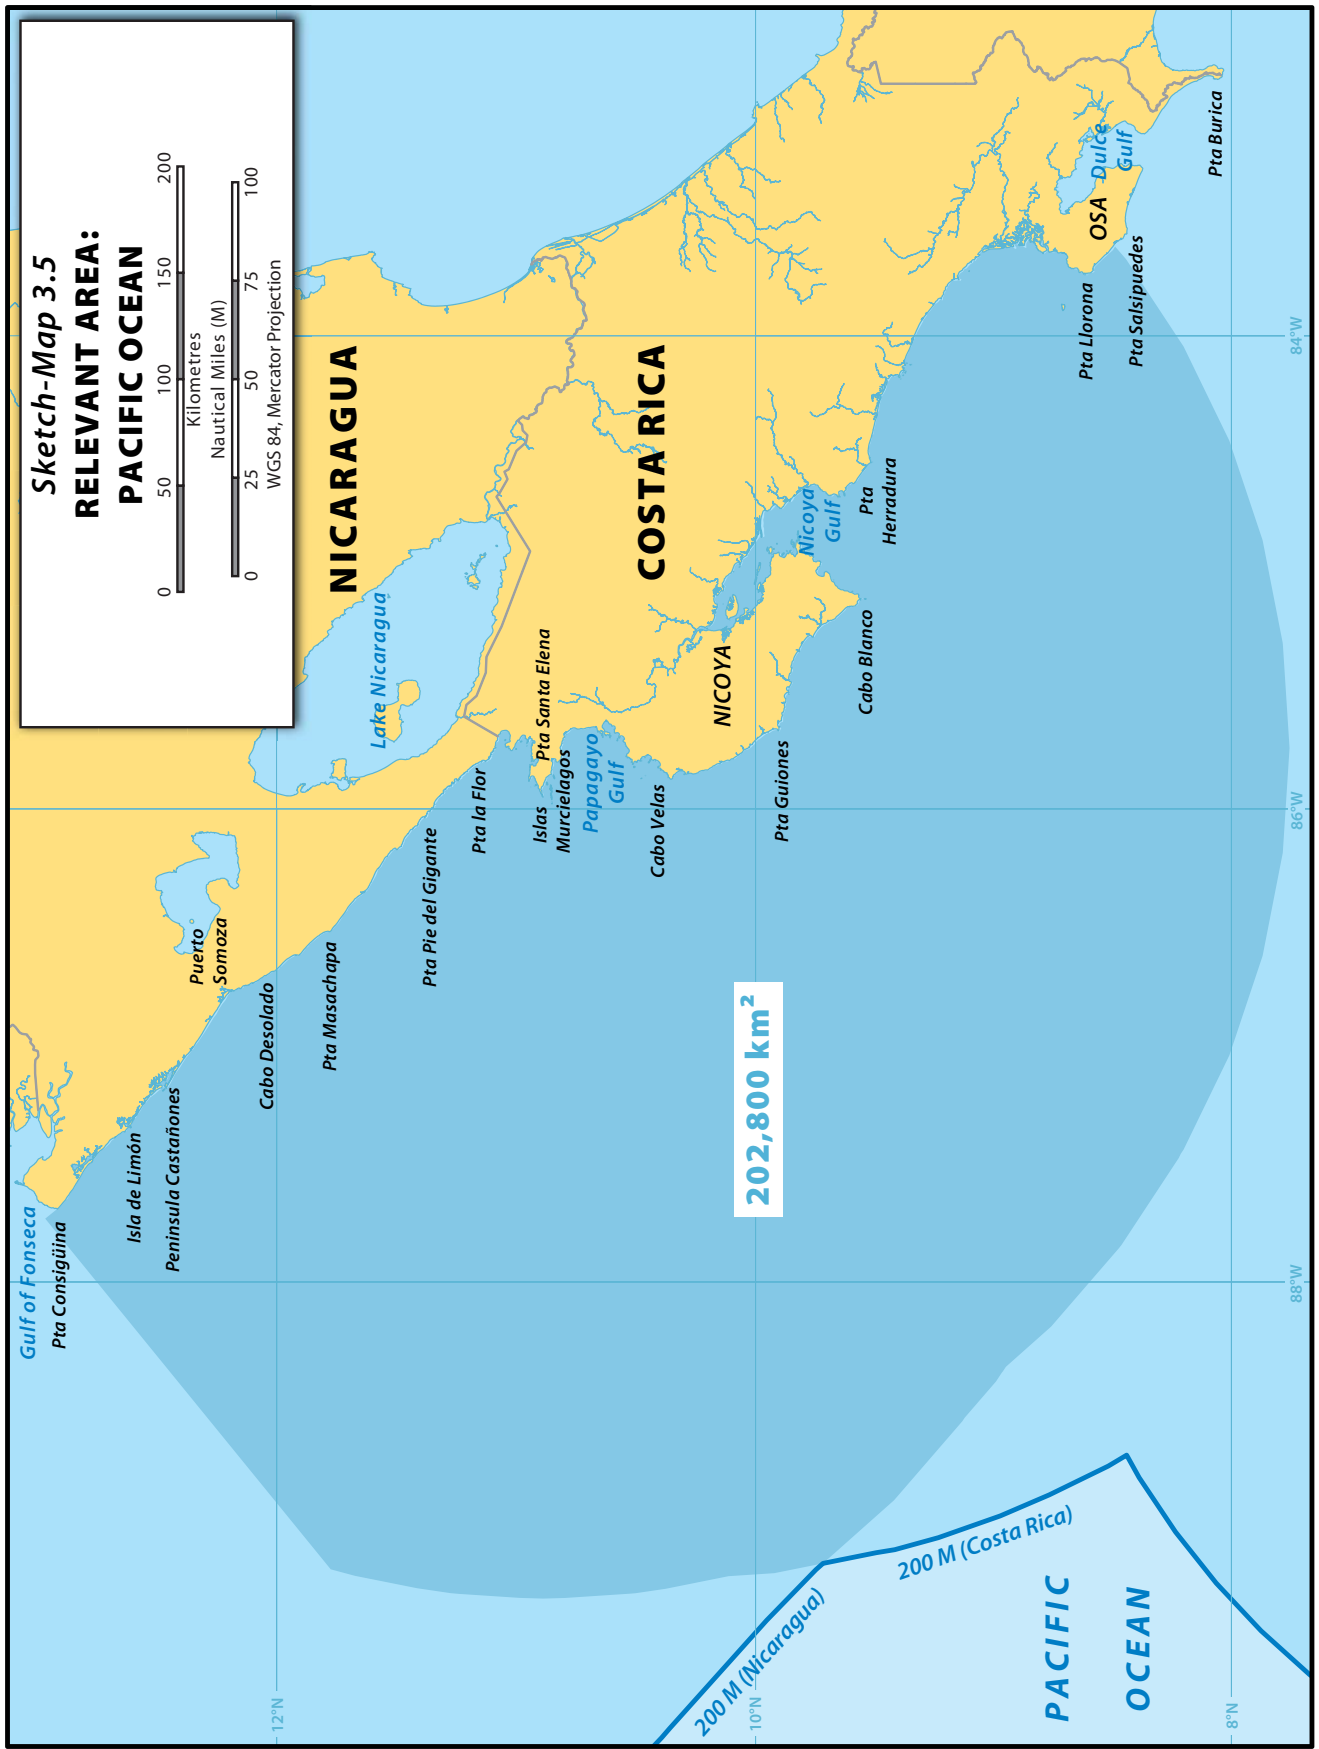 Sketch-Map 3.5
RELEVANT AREA:
PACIFIC OCEAN
0 50 100 150 200
Kilometres
Nautical Miles (M)
0 25 50 75 100
WGS 84, Mercator Projection
NICARAGUA
Lake Nicaragua
COSTA RICA
Gulf of Fonseca
Pta Consigüina
Isla de Limón
Peninsula Castañones
Puerto
Somoza
Cabo Desolado
Pta Masachapa
Pta Pie del Gigante
Pta la Flor
Pta Santa Elena
Islas
Murcielagos
Papagayo
Gulf
Cabo Velas
NICOYA
Pta Guiones
Cabo Blanco
Nicoya
Gulf
Pta
Herradura
Pta Llorona
Pta Salsipuedes
OSA
Dulce
Gulf
Pta Burica
202,800 km²
200 M (Nicaragua)
200 M (Costa Rica)
PACIFIC
OCEAN
12°N
10°N
8°N
88°W
86°W
84°W